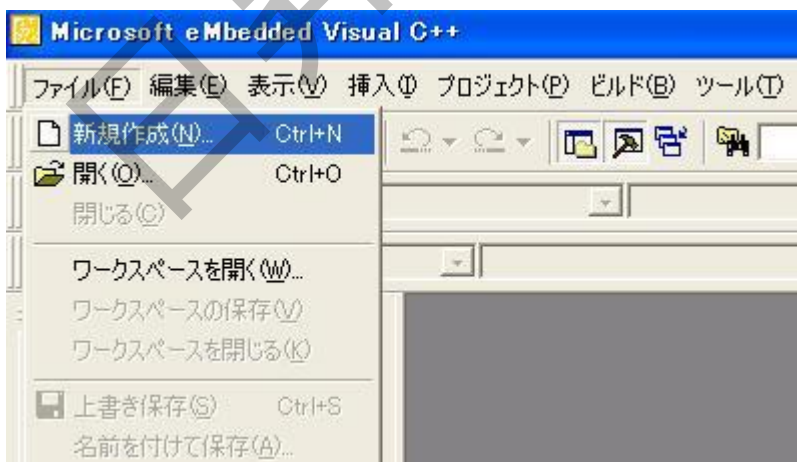 Microsoft eMbedded Visual C++
ファイル(F) 編集(E) 表示(V) 挿入(I) プロジェクト(P) ビルド(B) ツール(T)
新規作成(N)... Ctrl+N
開く(O)... Ctrl+O
閉じる(C)
ワークスペースを開く(W)...
ワークスペースの保存(V)
ワークスペースを閉じる(K)
上書き保存(S) Ctrl+S
名前を付けて保存(A)...